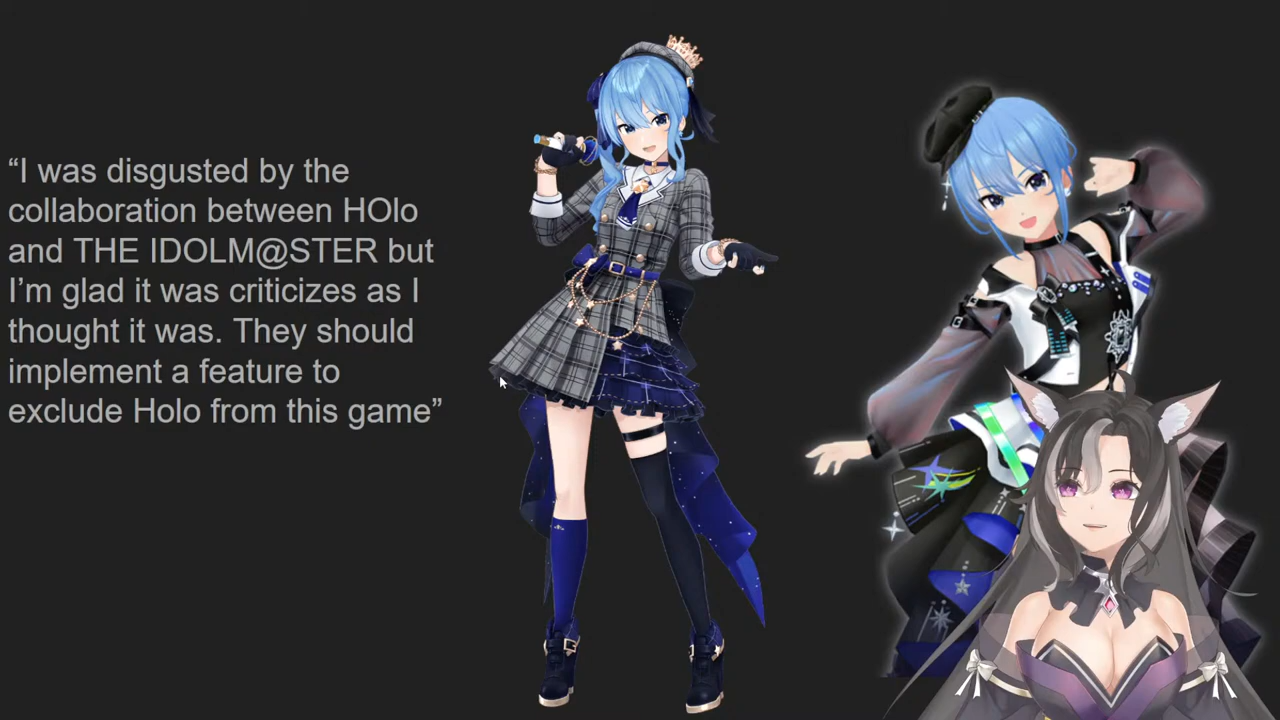 “I was disgusted by the
collaboration between HOlo
and THE IDOLM@STER but
I’m glad it was criticizes as I
thought it was. They should
implement a feature to
exclude Holo from this game”